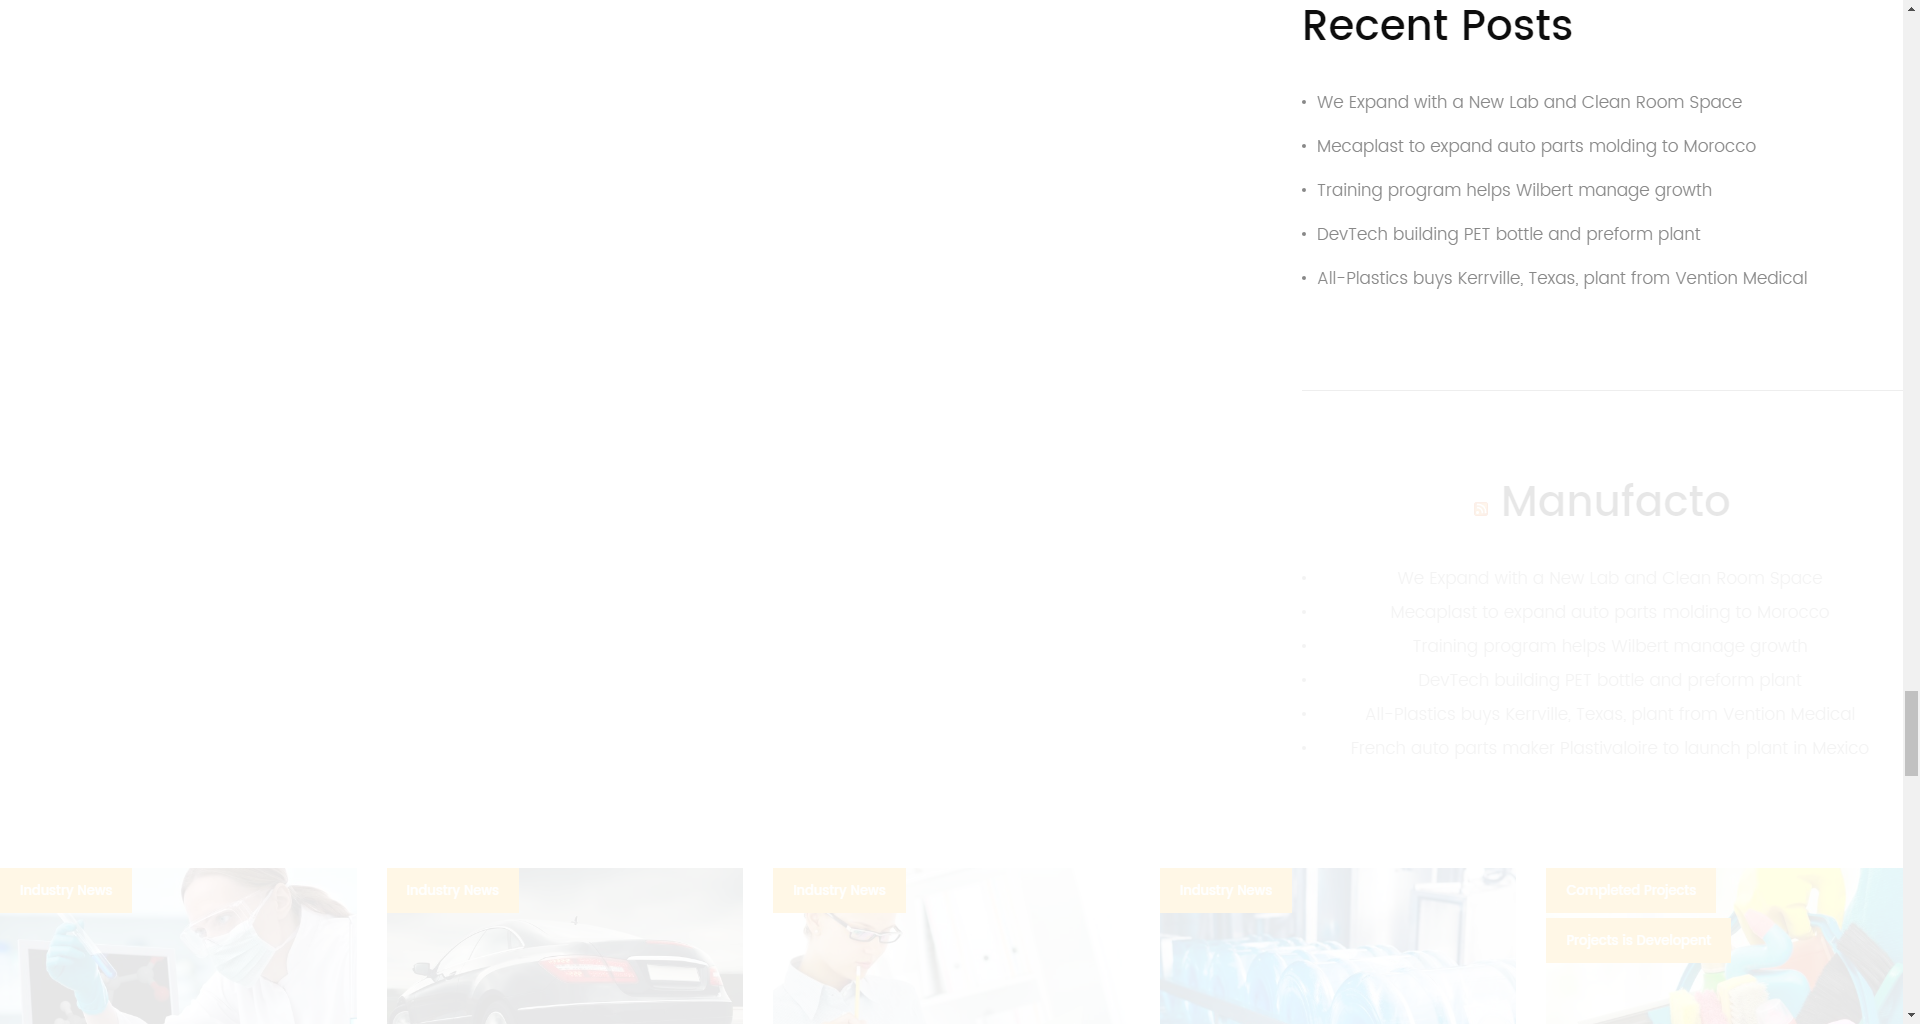 Recent Posts
We Expand with a New Lab and Clean Room Space
Mecaplast to expand auto parts molding to Morocco
Training program helps Wilbert manage growth
DevTech building PET bottle and preform plant
All-Plastics buys Kerrville, Texas, plant from Vention Medical
Manufacto
We Expand with a New Lab and Clean Room Space
Mecaplast to expand auto parts molding to Morocco
Training program helps Wilbert manage growth
DevTech building PET bottle and preform plant
All-Plastics buys Kerrville, Texas, plant from Vention Medical
French auto parts maker Plastivaloire to launch plant in Mexico
Industry News
Industry News
Industry News
Industry News
Completed Projects
Projects is Developent